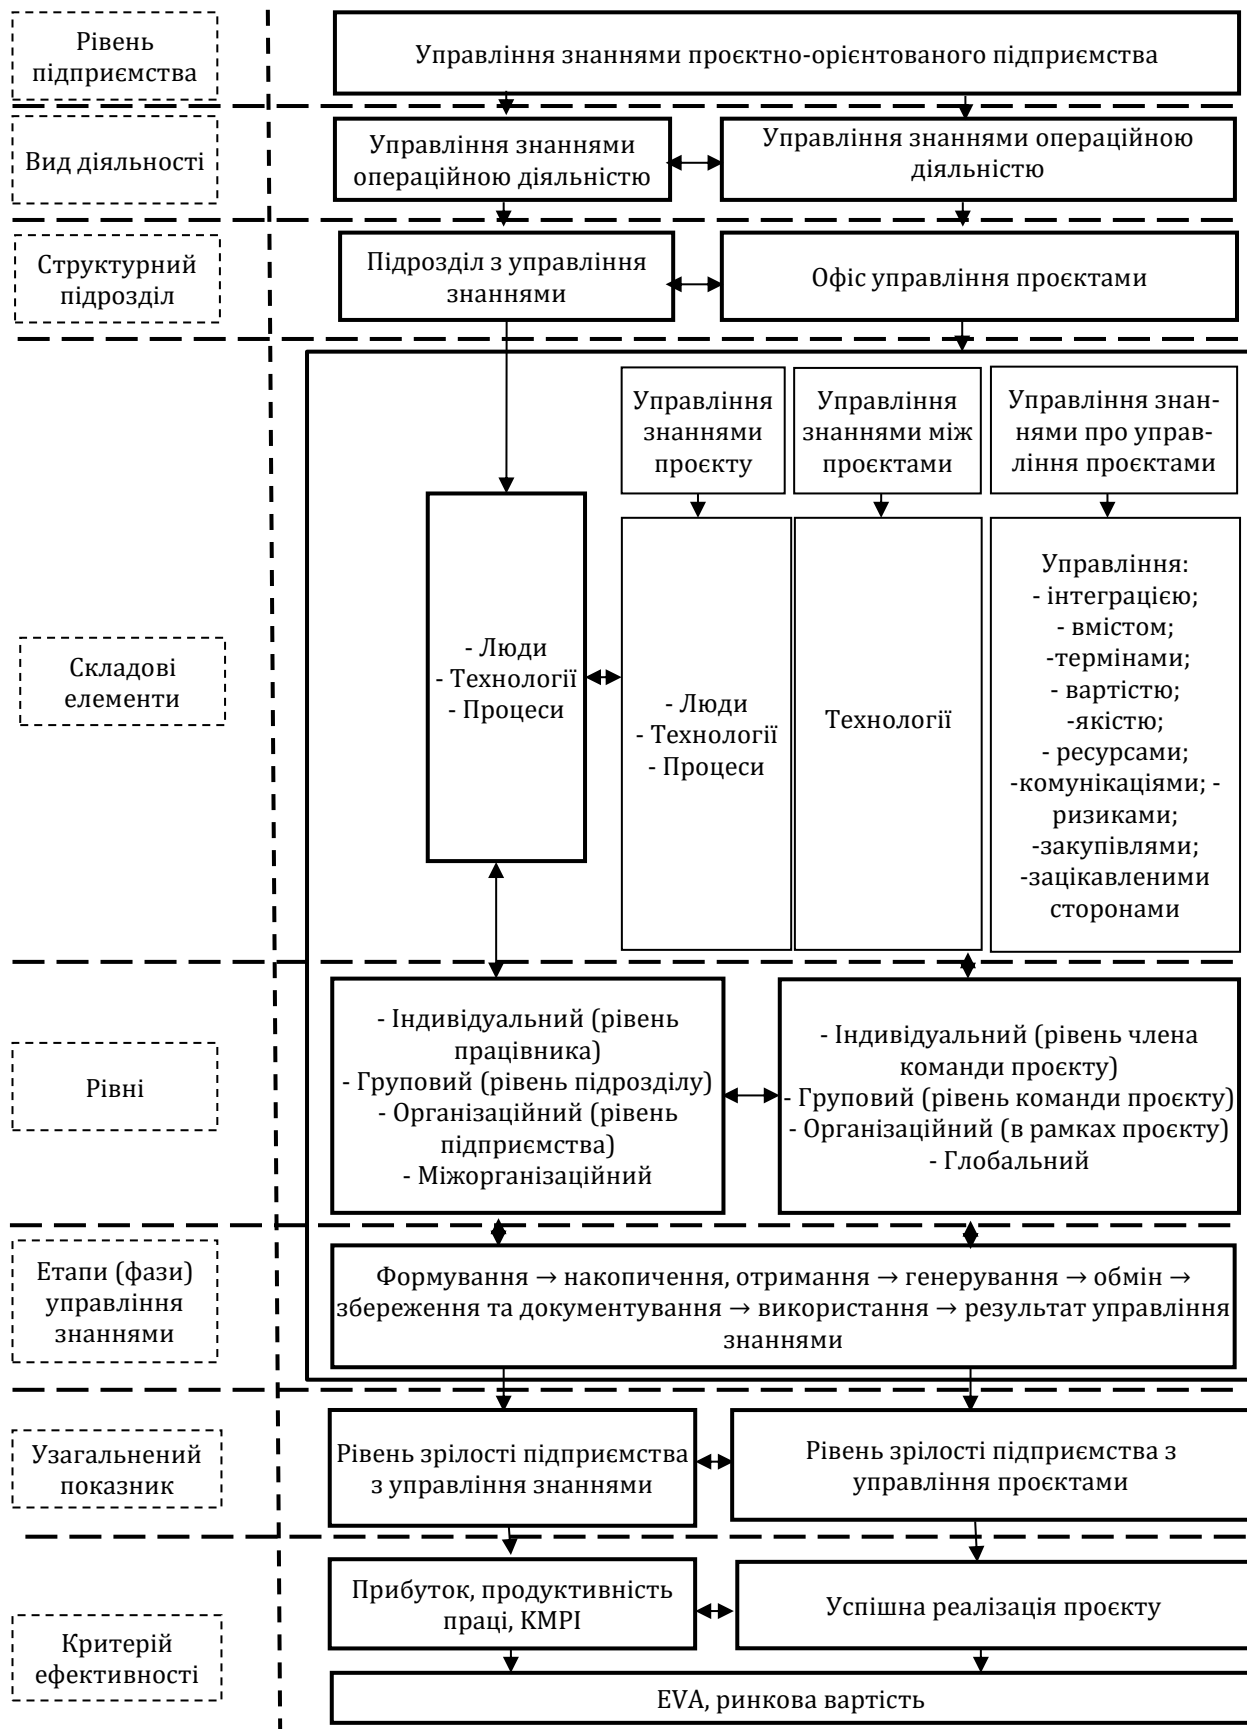 Рівень
підприємства
Управління знаннями проєктно-орієнтованого підприємства
Вид діяльності
Управління знаннями
операційною діяльністю
Управління знаннями операційною
діяльністю
Структурний
підрозділ
Підрозділ з управління
знаннями
Офіс управління проєктами
Складові
елементи
Управління
знаннями
проєкту
Управління
знаннями між
проєктами
Управління знан-
нями про управ-
ління проєктами
- Люди
- Технології
- Процеси
- Люди
- Технології
- Процеси
Технології
Управління:
- інтеграцією;
- вмістом;
-термінами;
- вартістю;
-якістю;
- ресурсами;
-комунікаціями; -
ризиками;
-закупівлями;
-зацікавленими
сторонами
Рівні
- Індивідуальний (рівень
працівника)
- Груповий (рівень підрозділу)
- Організаційний (рівень
підприємства)
- Міжорганізаційний
- Індивідуальний (рівень члена
команди проєкту)
- Груповий (рівень команди проєкту)
- Організаційний (в рамках проєкту)
- Глобальний
Етапи (фази)
управління
знаннями
Формування → накопичення, отримання → генерування → обмін →
збереження та документування → використання → результат управління
знаннями
Узагальнений
показник
Рівень зрілості підприємства
з управління знаннями
Рівень зрілості підприємства з
управління проєктами
Критерій
ефективності
Прибуток, продуктивність
праці, KMPI
Успішна реалізація проєкту
EVA, ринкова вартість